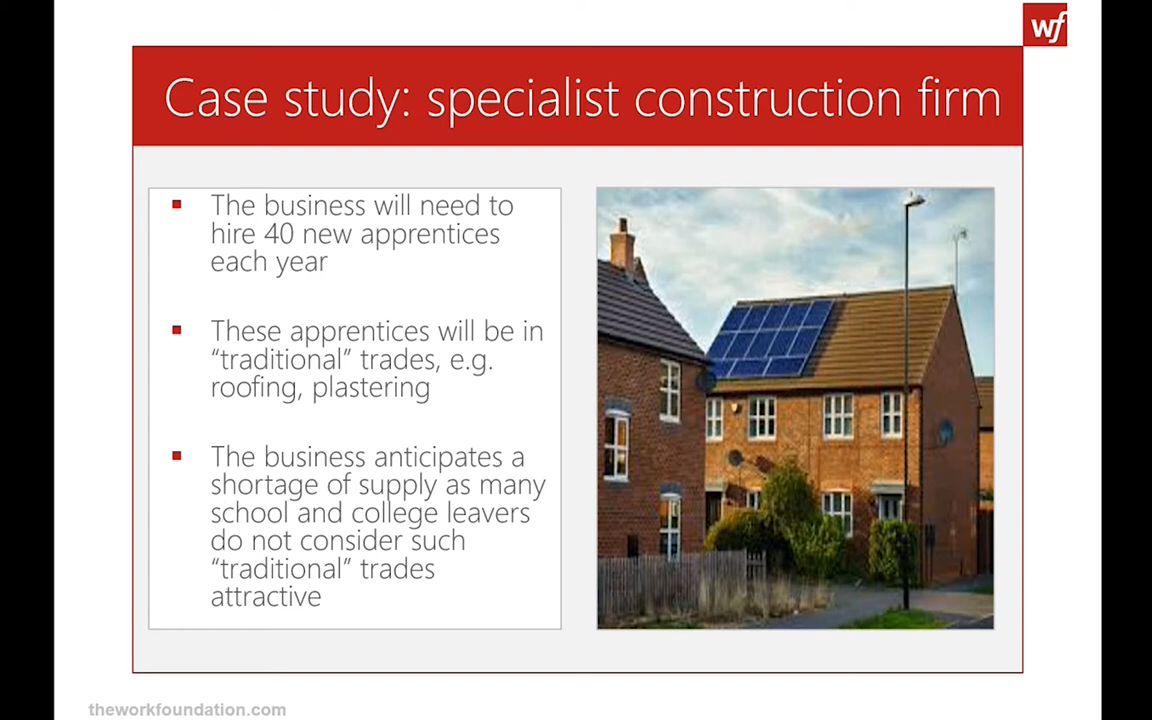 wf
Case study: specialist construction firm
▪ The business will need to
hire 40 new apprentices
each year
▪ These apprentices will be in
“traditional” trades, e.g.
roofing, plastering
▪ The business anticipates a
shortage of supply as many
school and college leavers
do not consider such
“traditional” trades
attractive
theworkfoundation.com